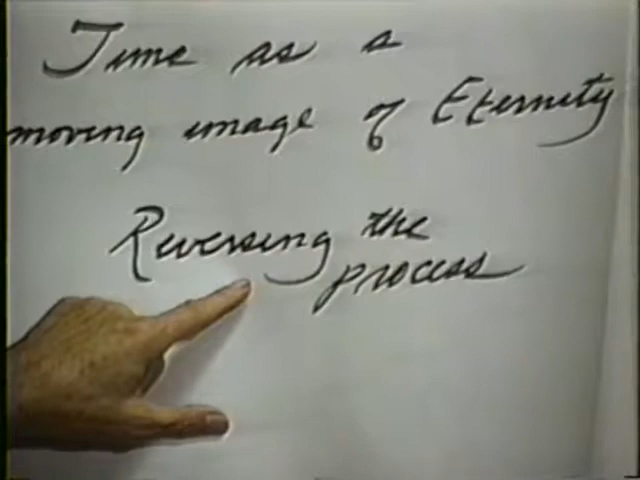 Time as a
moving image of Eternity
Reversing the
process